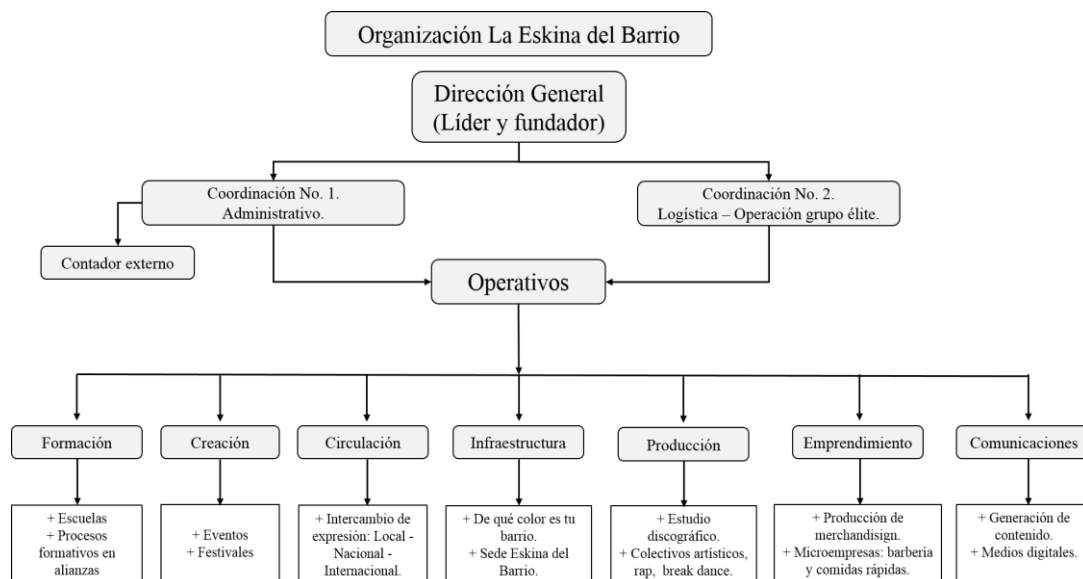 Organización La Eskina del Barrio
Dirección General
(Líder y fundador)
Coordinación No. 1.
Administrativo.
Coordinación No. 2.
Logística – Operación grupo élite.
Contador externo
Operativos
Formación
Creación
Circulación
Infraestructura
Producción
Emprendimiento
Comunicaciones
+ Escuelas
+ Procesos
formativos en
alianzas
+ Eventos
+ Festivales
+ Intercambio de
expresión: Local -
Nacional -
Internacional.
+ De qué color es tu
barrio.
+ Sede Eskina del
Barrio.
+ Estudio
discográfico.
+ Colectivos artísticos,
rap, break dance.
+ Producción de
merchandisign.
+ Microempresas: barbería
y comidas rápidas.
+ Generación de
contenido.
+ Medios digitales.